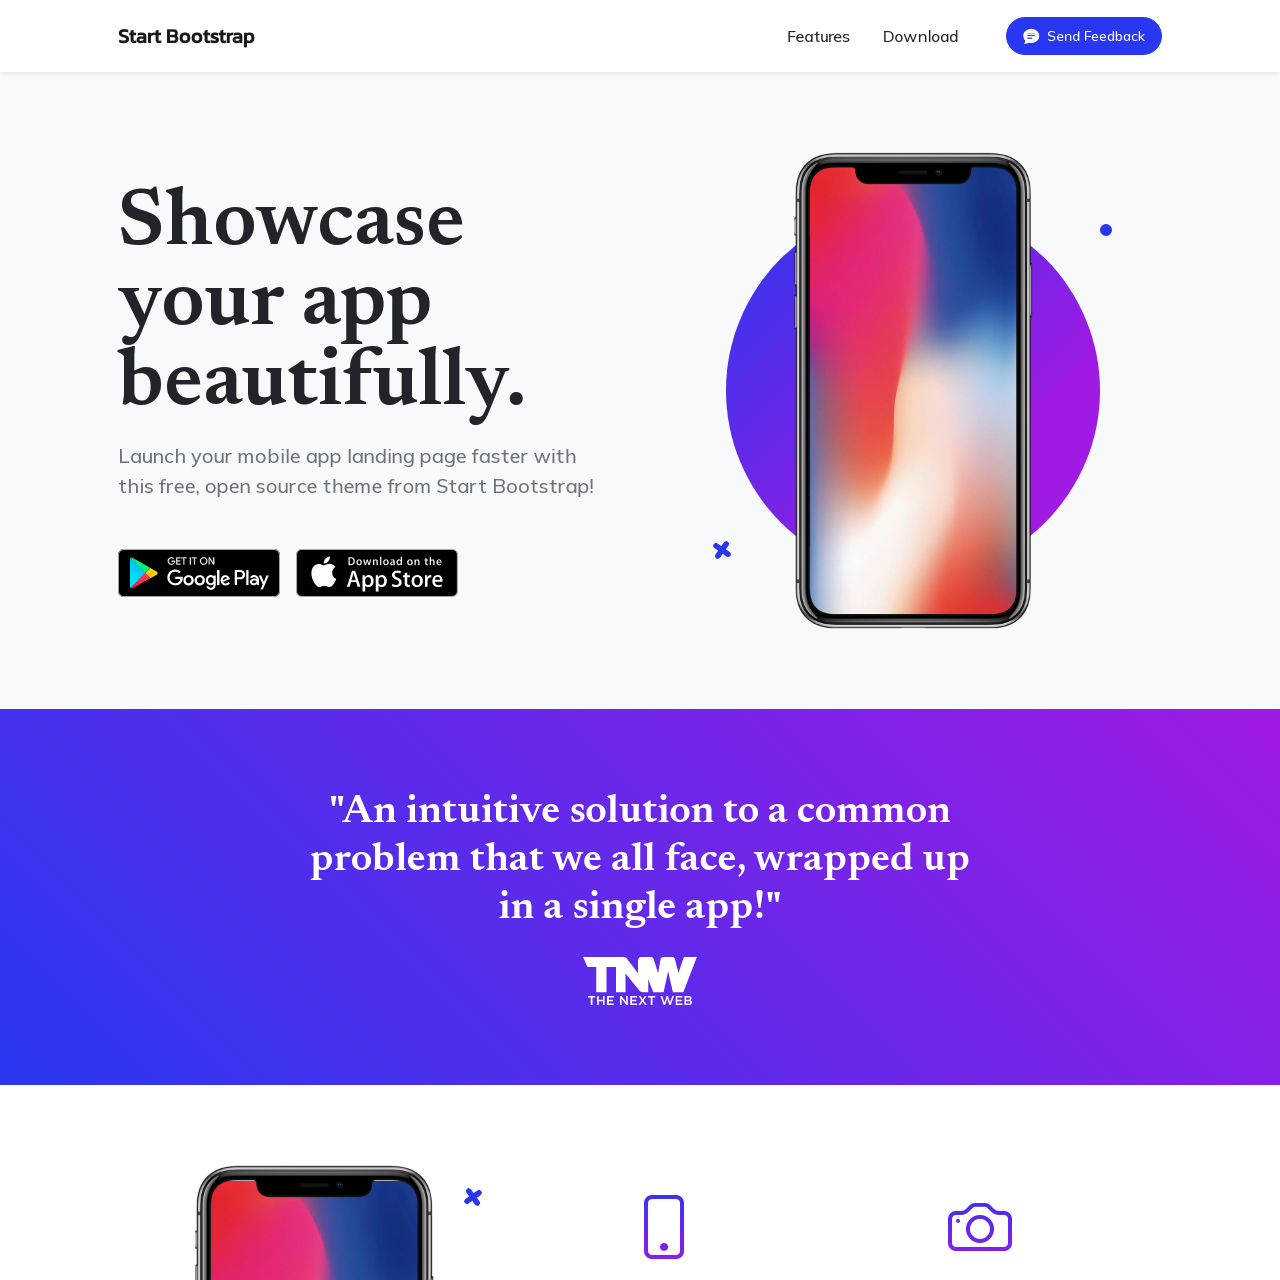 Start Bootstrap
Features
Download
Send Feedback
Showcase
your app
beautifully.
Launch your mobile app landing page faster with
this free, open source theme from Start Bootstrap!
GET IT ON
Google Play
Download on the
App Store
"An intuitive solution to a common
problem that we all face, wrapped up
in a single app!"
TNW
THE NEXT WEB